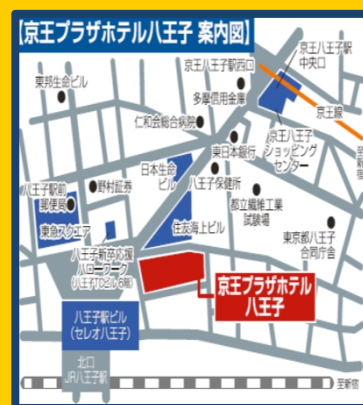 【京王プラザホテル八王子 案内図】
東邦生命ビル
京王八王子駅西口
京王八王子駅
中央口
多摩信用金庫
京王線
仁和会総合病院
京王八王子
ショッピング
センター
至新宿
東日本銀行
日本生命
ビル
八王子保健所
八王子駅前
郵便局
野村証券
都立繊維工業
試験場
東急スクエア
住友海上ビル
東京都八王子
合同庁舎
八王子新卒応援
ハローワーク
京王プラザホテル
八王子
八王子駅ビル
(セレオ八王子)
北口
JR八王子駅
至新宿